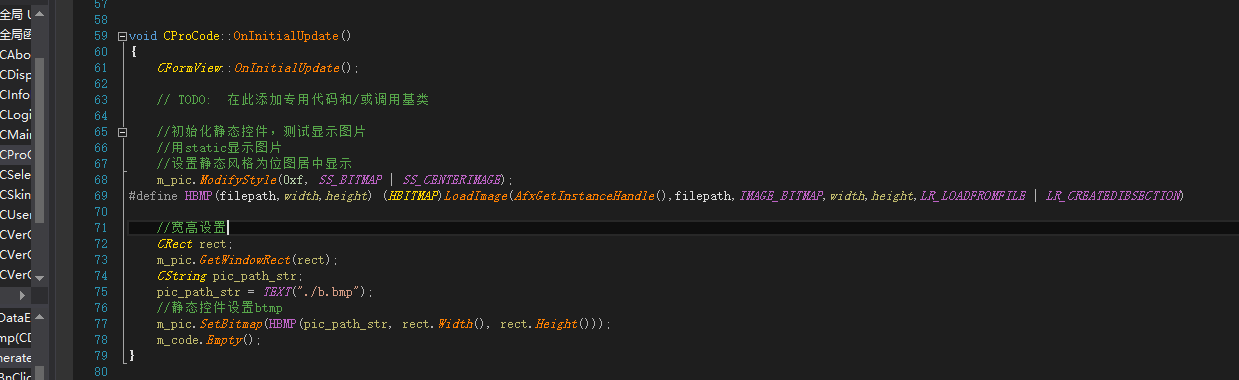 全局 U
全局函
CAbo
CDisp
CInfo
CLogi
CMai
CProC
CSele
CSkin
CUser
CVerC
CVerC
CVerC
DataE
mp(CD
nerate
BnClic
57
58
59 void CProCode::OnInitialUpdate()
60 {
61 CFormView::OnInitialUpdate();
62
63 // TODO: 在此添加专用代码和/或调用基类
64
65 //初始化静态控件，测试显示图片
66 //用static显示图片
67 //设置静态风格为位图居中显示
68 m_pic.ModifyStyle(0xf, SS_BITMAP | SS_CENTERIMAGE);
69 #define HBMP(filepath,width,height) (HBITMAP)LoadImage(AfxGetInstanceHandle(),filepath,IMAGE_BITMAP,width,height,LR_LOADFROMFILE | LR_CREATEDIBSECTION)
70
71 //宽高设置
72 CRect rect;
73 m_pic.GetWindowRect(rect);
74 CString pic_path_str;
75 pic_path_str = TEXT("./b.bmp");
76 //静态控件设置btmp
77 m_pic.SetBitmap(HBMP(pic_path_str, rect.Width(), rect.Height()));
78 m_code.Empty();
79 }
80